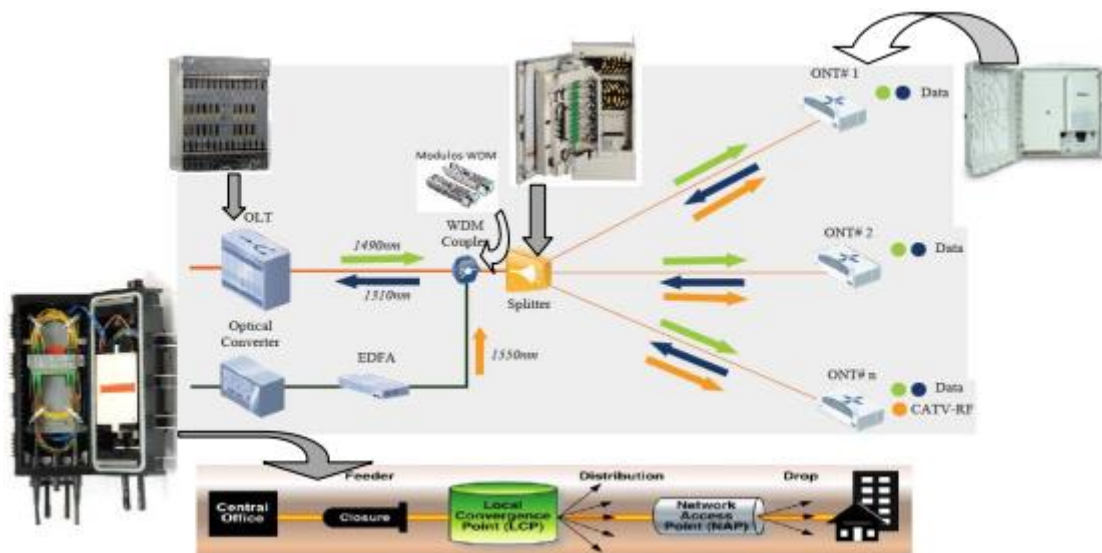 ONT# 1
Data
Modulos WDM
WDM
Coupler
OLT
1490nm
1310nm
ONT# 2
Data
Splitter
Optical
Converter
EDFA
1550nm
ONT# n
Data
CATV-RF
Feeder
Distribution
Drop
Central
Office
Closure
Local
Convergence
Point (LCP)
Network
Access
Point (NAP)